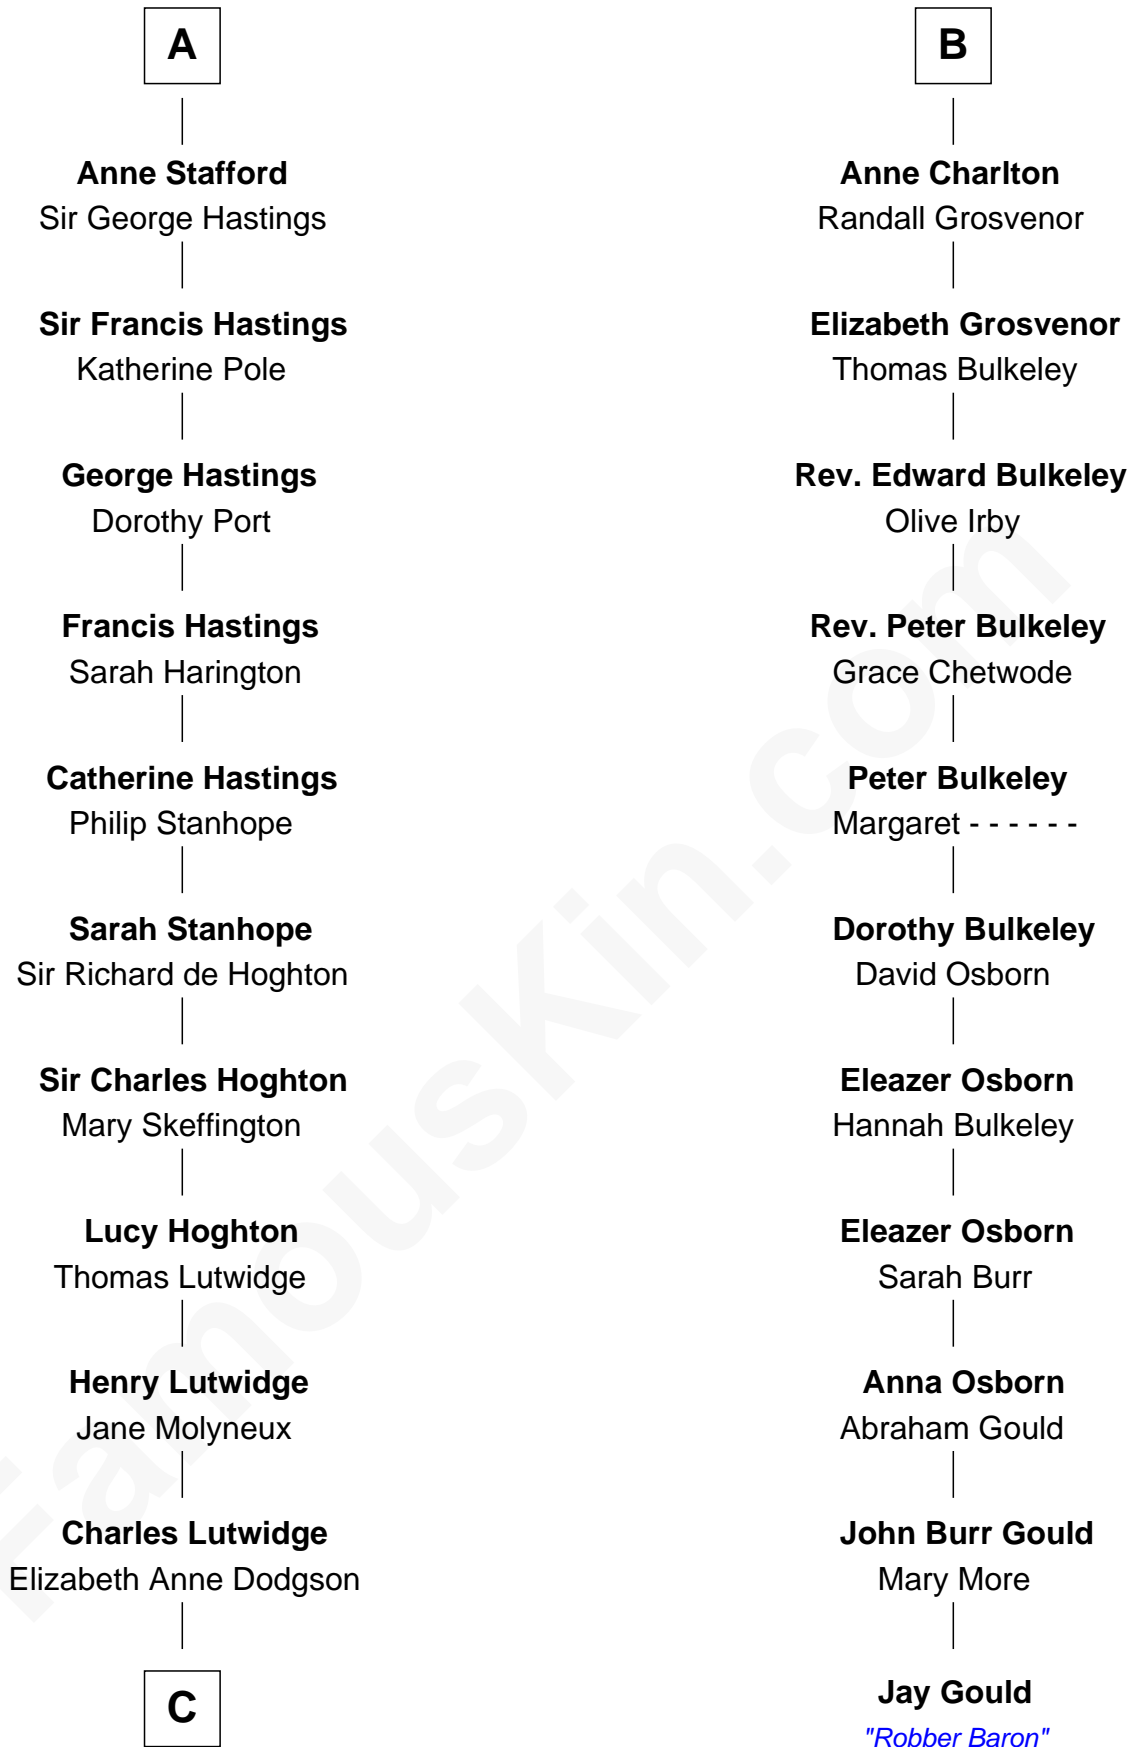 A
Anne Stafford
Sir George Hastings
Sir Francis Hastings
Katherine Pole
George Hastings
Dorothy Port
Francis Hastings
Sarah Harington
Catherine Hastings
Philip Stanhope
Sarah Stanhope
Sir Richard de Hoghton
Sir Charles Hoghton
Mary Skeffington
Lucy Hoghton
Thomas Lutwidge
Henry Lutwidge
Jane Molyneux
Charles Lutwidge
Elizabeth Anne Dodgson
C
B
Anne Charlton
Randall Grosvenor
Elizabeth Grosvenor
Thomas Bulkeley
Rev. Edward Bulkeley
Olive Irby
Rev. Peter Bulkeley
Grace Chetwode
Peter Bulkeley
Margaret - - - - - -
Dorothy Bulkeley
David Osborn
Eleazer Osborn
Hannah Bulkeley
Eleazer Osborn
Sarah Burr
Anna Osborn
Abraham Gould
John Burr Gould
Mary More
Jay Gould
"Robber Baron"
FamousKin.com